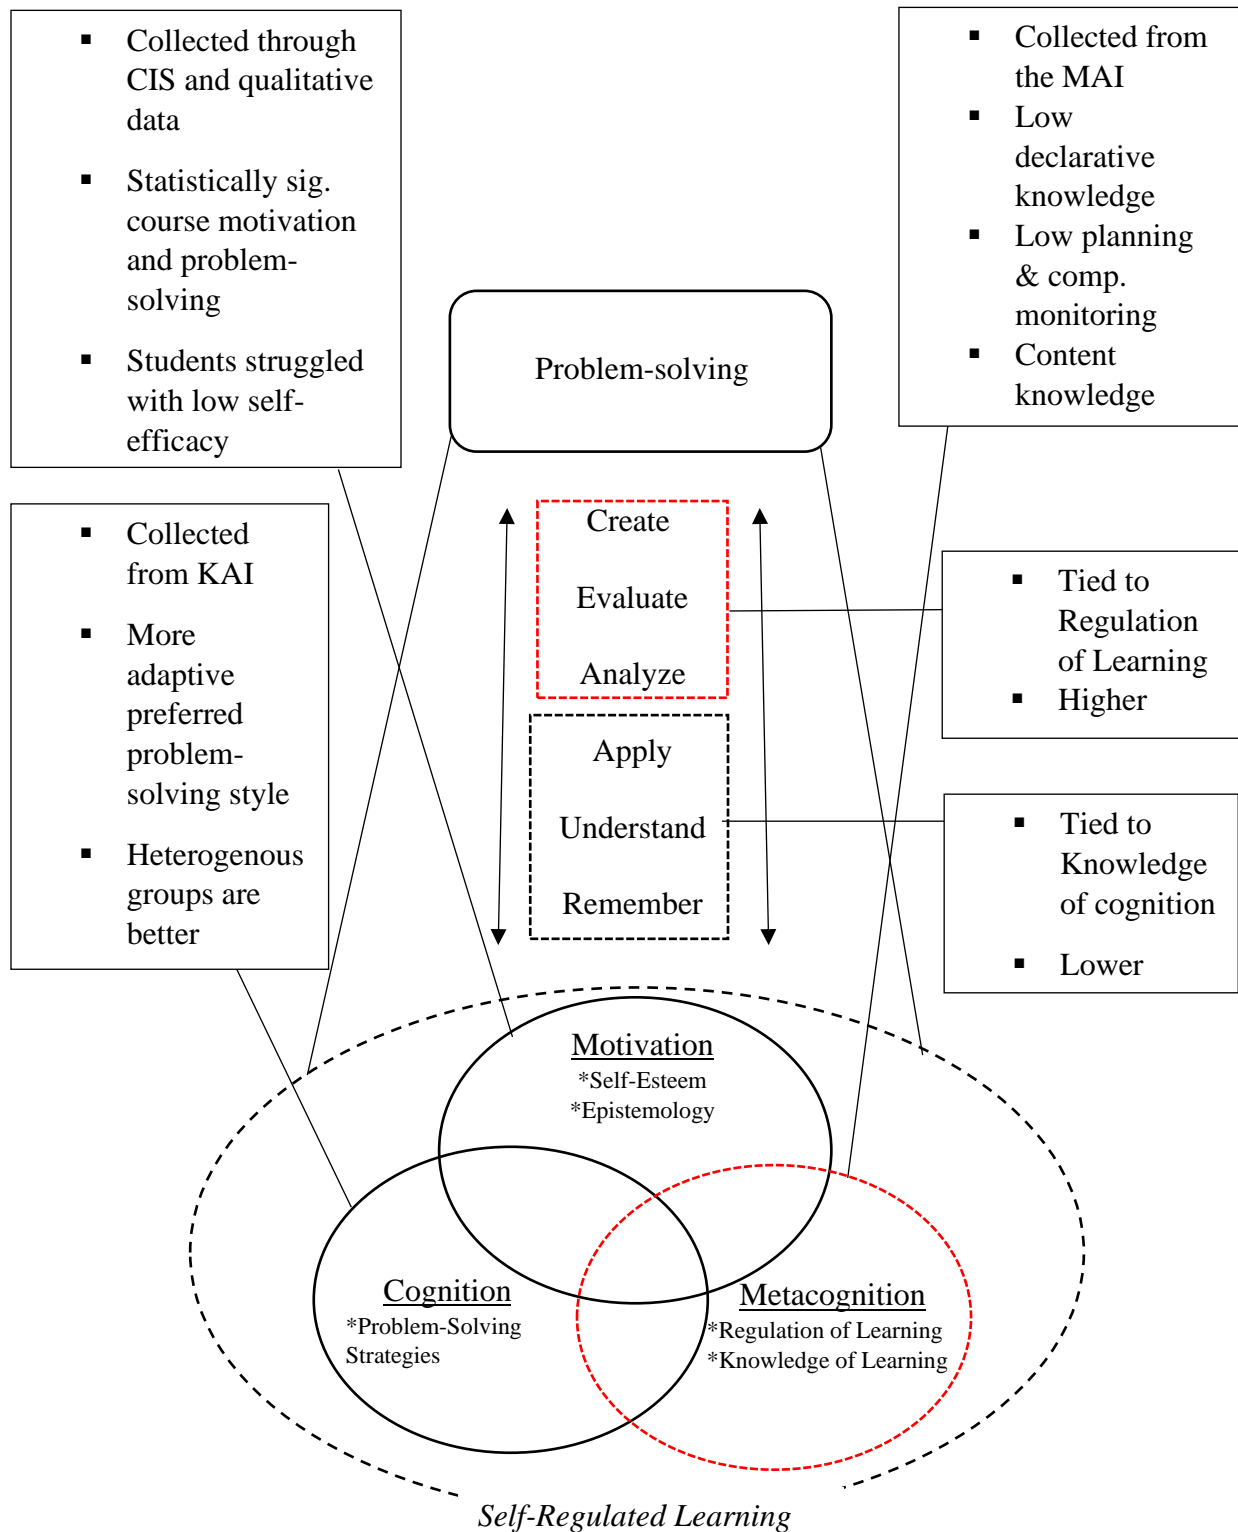 ▪ Collected through
CIS and qualitative
data
▪ Statistically sig.
course motivation
and problem-
solving
▪ Students struggled
with low self-
efficacy
▪ Collected from
the MAI
▪ Low
declarative
knowledge
▪ Low planning
& comp.
monitoring
▪ Content
knowledge
Problem-solving
▪ Collected
from KAI
▪ More
adaptive
preferred
problem-
solving style
▪ Heterogenous
groups are
better
Create
Evaluate
Analyze
Apply
Understand
Remember
▪ Tied to
Regulation
of Learning
▪ Higher
▪ Tied to
Knowledge
of cognition
▪ Lower
Motivation
*Self-Esteem
*Epistemology
Cognition
*Problem-Solving
Strategies
Metacognition
*Regulation of Learning
*Knowledge of Learning
Self-Regulated Learning